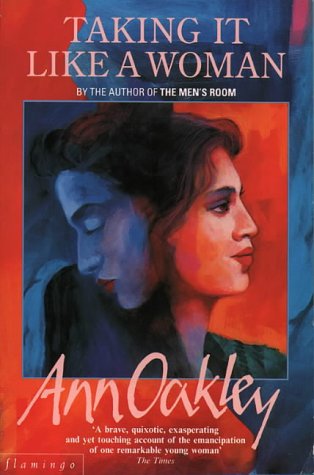 TAKING IT
LIKE A WOMAN
BY THE AUTHOR OF THE MEN'S ROOM
Ann Oakley
'A brave, quixotic, exasperating
and yet touching account of the emancipation
of one remarkable young woman'
The Times
flamingo